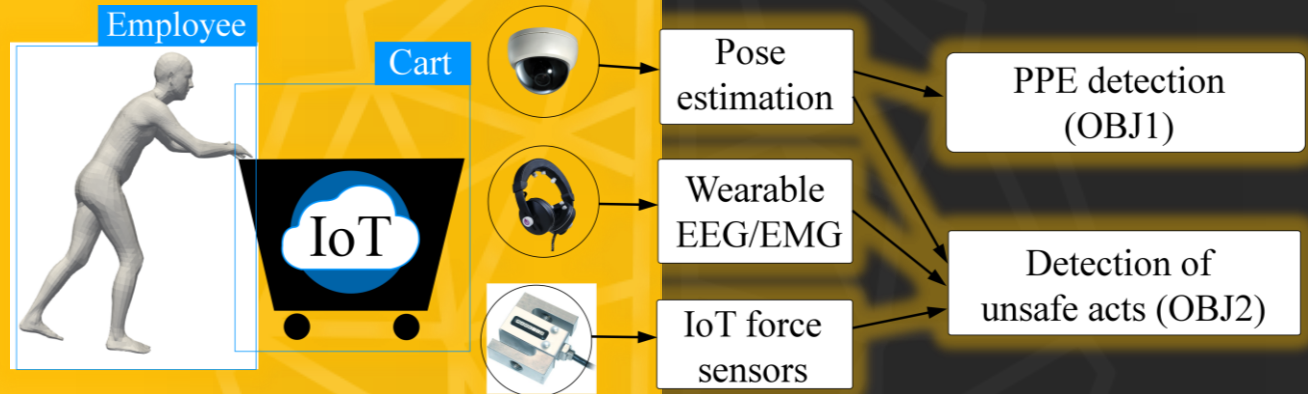 Employee
Cart
IoT
Pose
estimation
Wearable
EEG/EMG
IoT force
sensors
PPE detection
(OBJ1)
Detection of
unsafe acts (OBJ2)